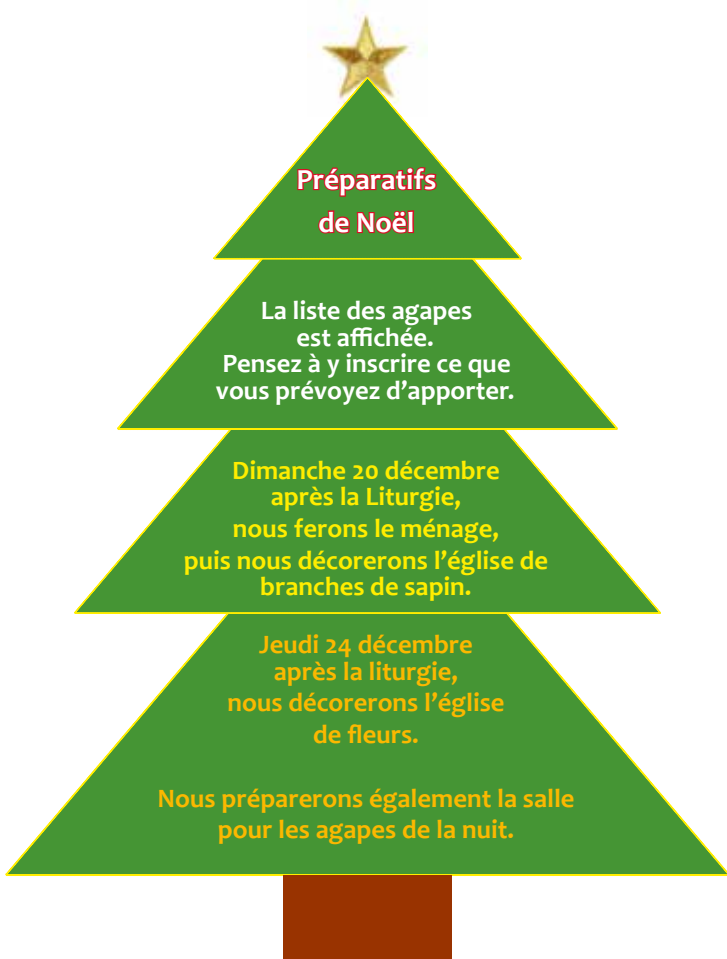 Préparatifs
de Noël
La liste des agapes
est affichée.
Pensez à y inscrire ce que
vous prévoyez d’apporter.
Dimanche 20 décembre
après la Liturgie,
nous ferons le ménage,
puis nous décorerons l’église de
branches de sapin.
Jeudi 24 décembre
après la liturgie,
nous décorerons l’église
de fleurs.
Nous préparerons également la salle
pour les agapes de la nuit.